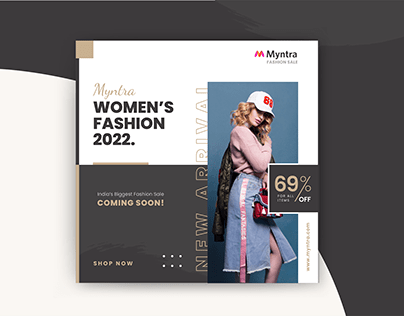 Myntra
FASHION SALE
Myntra
WOMEN'S
FASHION
2022.
NEW ARRIVAL
India's Biggest Fashion Sale
COMING SOON!
69% OFF
FOR ALL
ITEMS
SHOP NOW
www.myntra.com